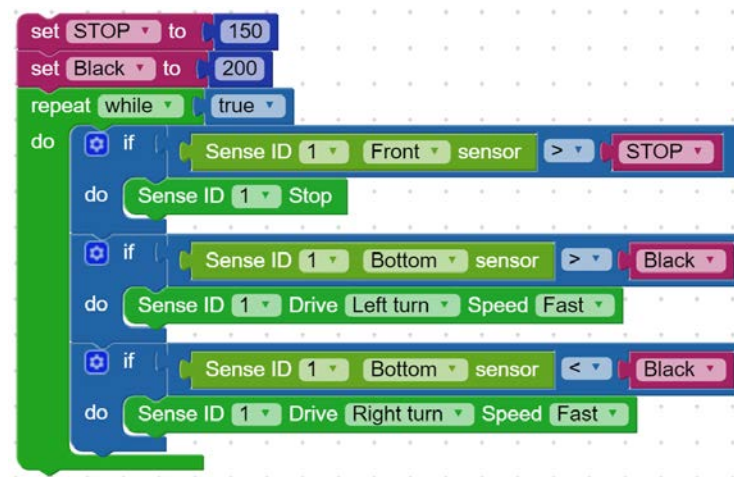 set STOP to 150
set Black to 200
repeat while true
do if Sense ID 1 Front sensor > STOP
do Sense ID 1 Stop
if Sense ID 1 Bottom sensor > Black
do Sense ID 1 Drive Left turn Speed Fast
if Sense ID 1 Bottom sensor < Black
do Sense ID 1 Drive Right turn Speed Fast